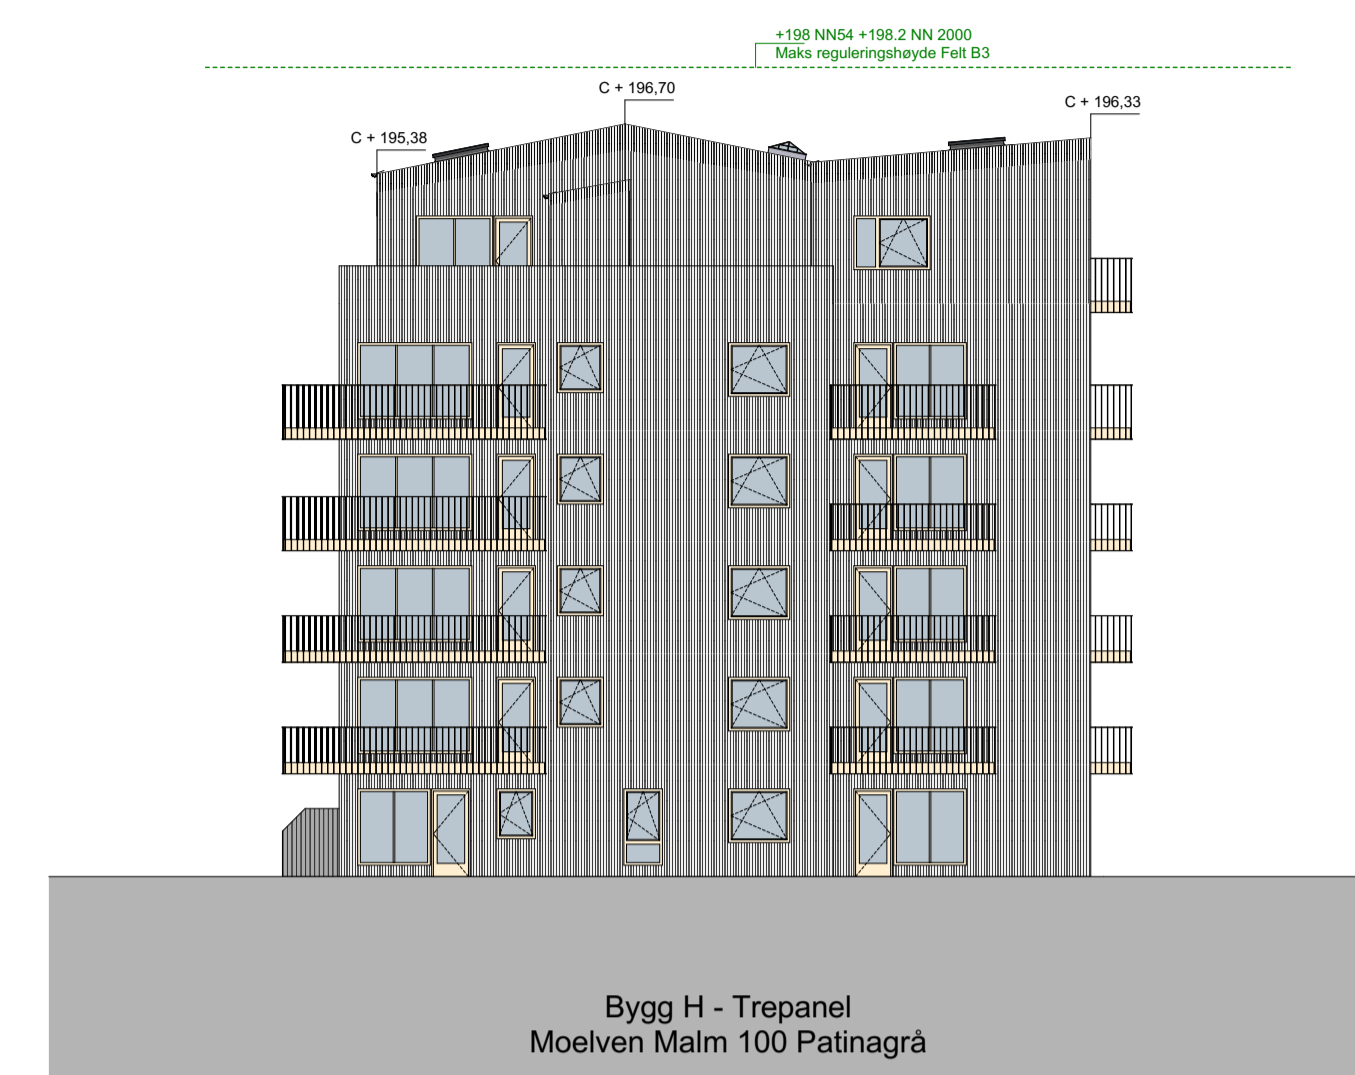 +198 NN54 +198.2 NN 2000
Maks reguleringshøyde Felt B3
C + 196,70
C + 196,33
C + 195,38
Bygg H - Trepanel
Moelven Malm 100 Patinagrå